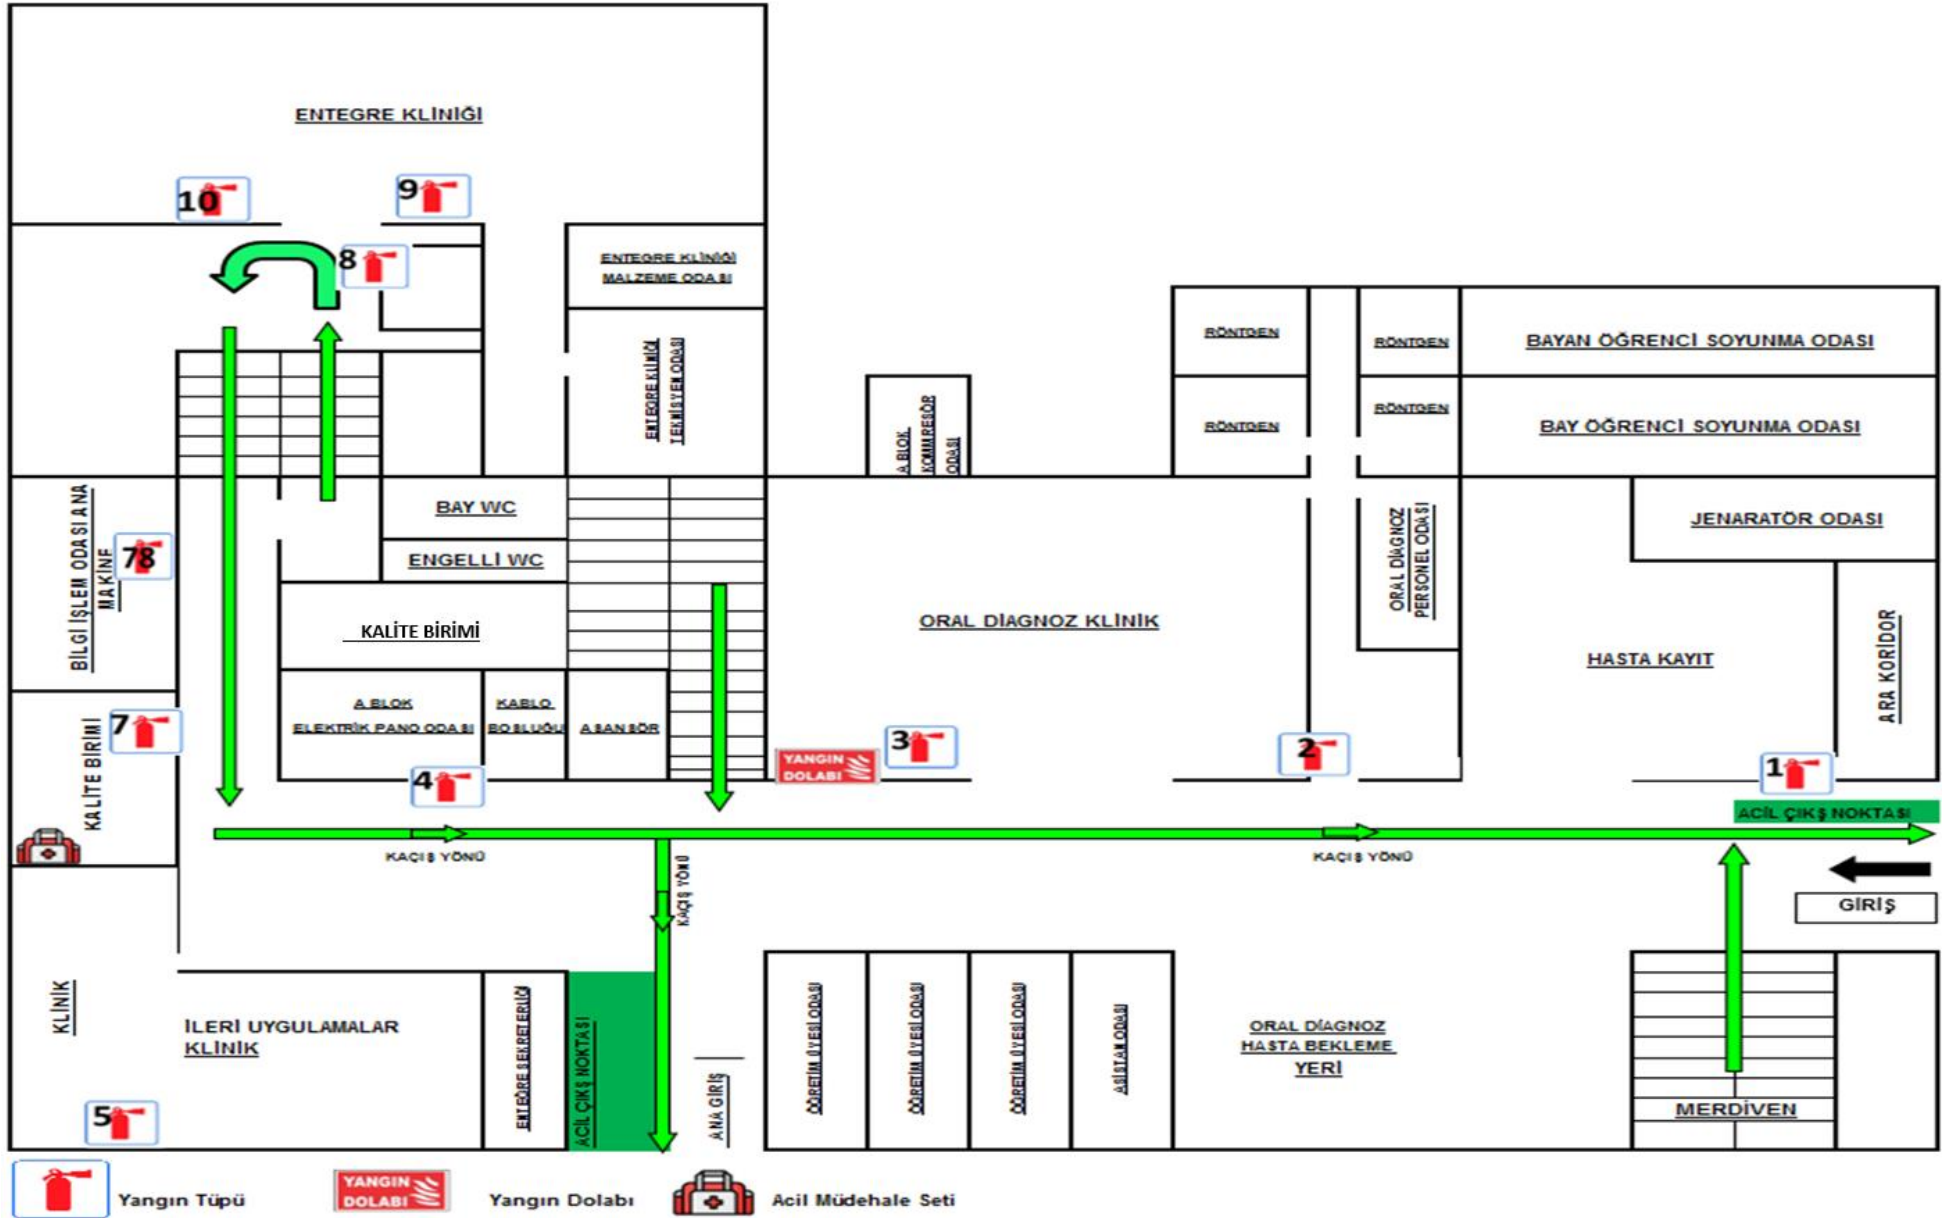 ENTEGRE KLİNİĞİ
10
9
8
ENTEGRE KLİNİĞİ
MALZEME ODASI
ENTEGRE KLİNİĞİ
TEKNİSYEN ODASI
A BLOK
KOMMRESÖR
ODASI
RÖNTGEN
RÖNTGEN
RÖNTGEN
RÖNTGEN
BAYAN ÖĞRENCİ SOYUNMA ODASI
BAY ÖĞRENCİ SOYUNMA ODASI
BİLGİ İŞLEM ODASI ANA
MAKİNF
78
BAY WC
ENGELLİ WC
KALİTE BİRİMİ
A BLOK
ELEKTRİK PANO ODASI
KABLO
BOŞLUĞU
ASANSÖR
ORAL DİAGNOZ KLİNİK
ORAL DİAGNOZ
PERSONEL ODASI
JENARATÖR ODASI
HASTA KAYIT
ARA KORİDOR
KALİTE BİRİMİ
7
4
YANGIN
DOLABI
3
2
1
ACİL ÇIKŞ NOKTASI
KAÇIŞ YÖNÜ
KAÇIŞ YÖNÜ
KAÇIŞ YÖNÜ
GİRİŞ
KLİNİK
İLERİ UYGULAMALAR
KLİNİK
5
ENTEĞRE SEKRETERLİĞİ
ACİL ÇIKŞ NOKTASI
ANA GİRİŞ
ÖĞRETİM ÜYESİ ODASI
ÖĞRETİM ÜYESİ ODASI
ÖĞRETİM ÜYESİ ODASI
ASİSTAN ODASI
ORAL DİAGNOZ
HASTA BEKLEME
YERİ
MERDİVEN
Yangın Tüpü
YANGIN
DOLABI
Yangın Dolabı
Acil Müdehale Seti